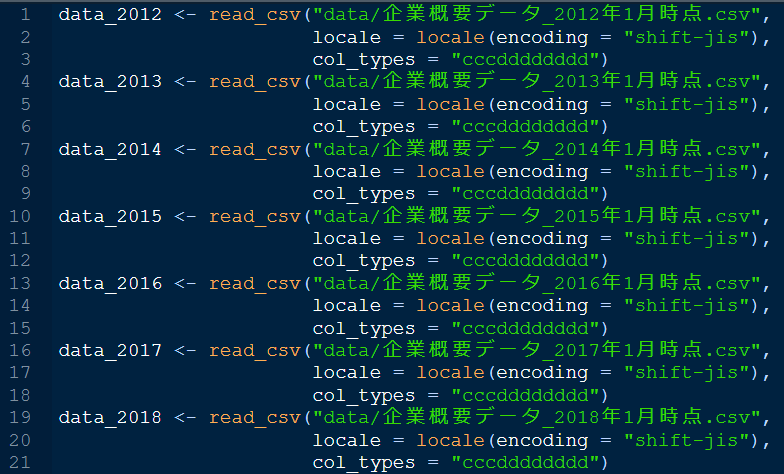 1 data_2012 <- read_csv("data/企業概要データ_2012年1月時点.csv",
2 locale = locale(encoding = "shift-jis"),
3 col_types = "cccdddddddd")
4 data_2013 <- read_csv("data/企業概要データ_2013年1月時点.csv",
5 locale = locale(encoding = "shift-jis"),
6 col_types = "cccdddddddd")
7 data_2014 <- read_csv("data/企業概要データ_2014年1月時点.csv",
8 locale = locale(encoding = "shift-jis"),
9 col_types = "cccdddddddd")
10 data_2015 <- read_csv("data/企業概要データ_2015年1月時点.csv",
11 locale = locale(encoding = "shift-jis"),
12 col_types = "cccdddddddd")
13 data_2016 <- read_csv("data/企業概要データ_2016年1月時点.csv",
14 locale = locale(encoding = "shift-jis"),
15 col_types = "cccdddddddd")
16 data_2017 <- read_csv("data/企業概要データ_2017年1月時点.csv",
17 locale = locale(encoding = "shift-jis"),
18 col_types = "cccdddddddd")
19 data_2018 <- read_csv("data/企業概要データ_2018年1月時点.csv",
20 locale = locale(encoding = "shift-jis"),
21 col_types = "cccdddddddd")